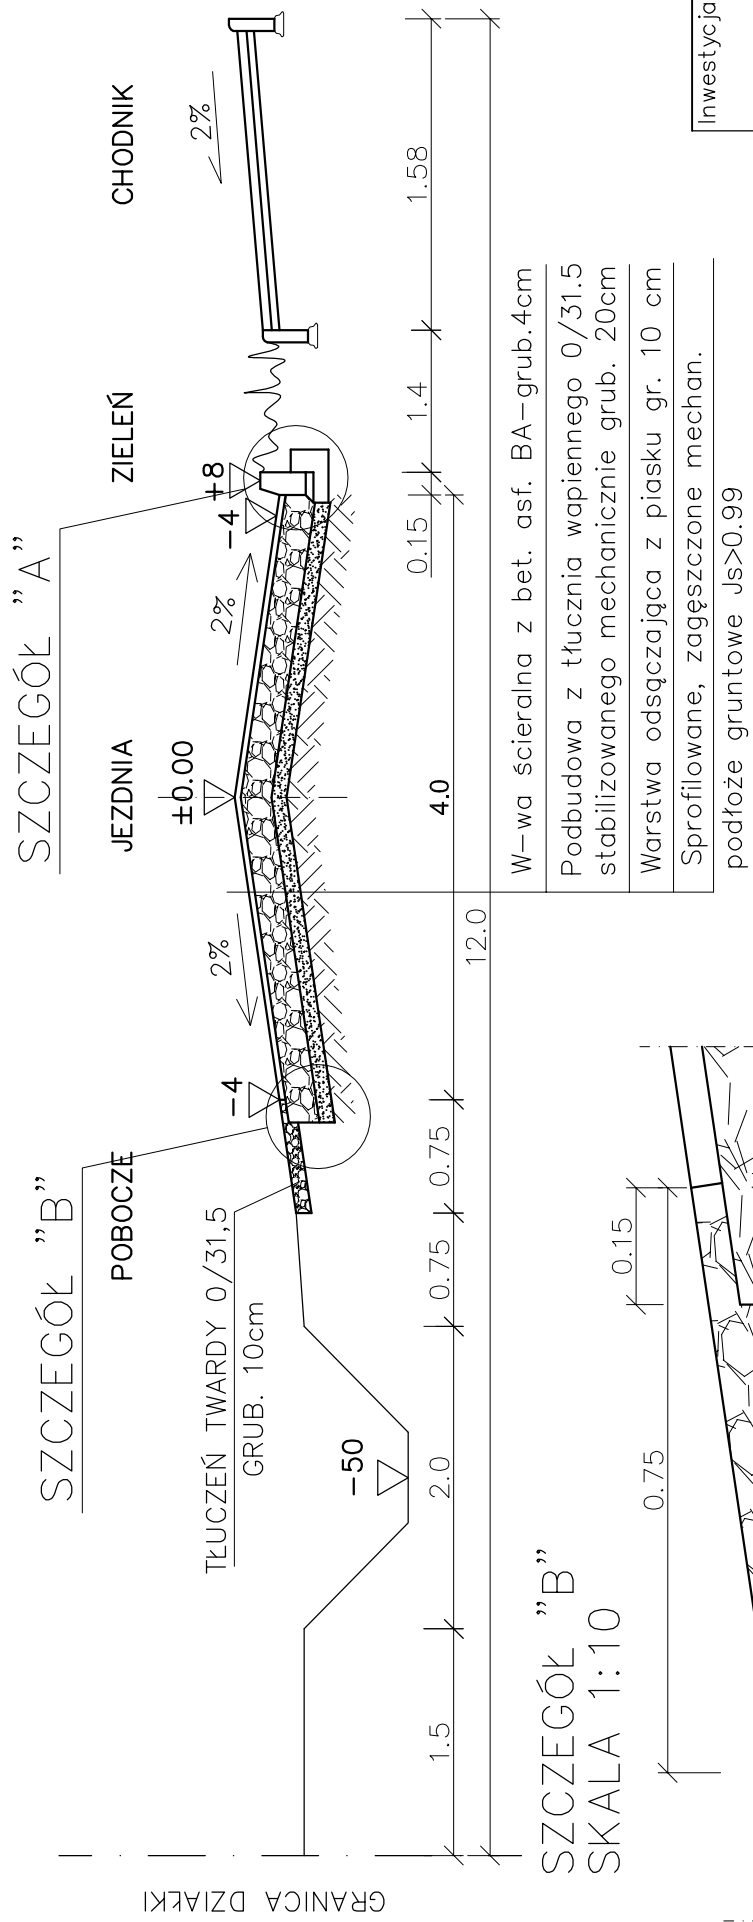 SZCZEGÓŁ "B"
SZCZEGÓŁ "A"
POBOCZE
JEZDNIA
ZIELEŃ
CHODNIK
TŁUCZEŃ TWARDY 0/31,5
GRUB. 10cm
-50
-4
2%
±0.00
2%
-4
+8
2%
GRANICA DZIAŁKI
1.5
2.0
0.75
0.75
4.0
0.15
1.4
1.58
12.0
W-wa ścieralna z bet. asf. BA-grub.4cm
Podbudowa z tłucznia wapiennego 0/31.5
stabilizowanego mechanicznie grub. 20cm
Warstwa odsączająca z piasku gr. 10 cm
Sprofilowane, zagęszczone mechan.
podłoże gruntowe Js>0.99
SZCZEGÓŁ "B"
SKALA 1:10
0.75
0.15
Inwestycja